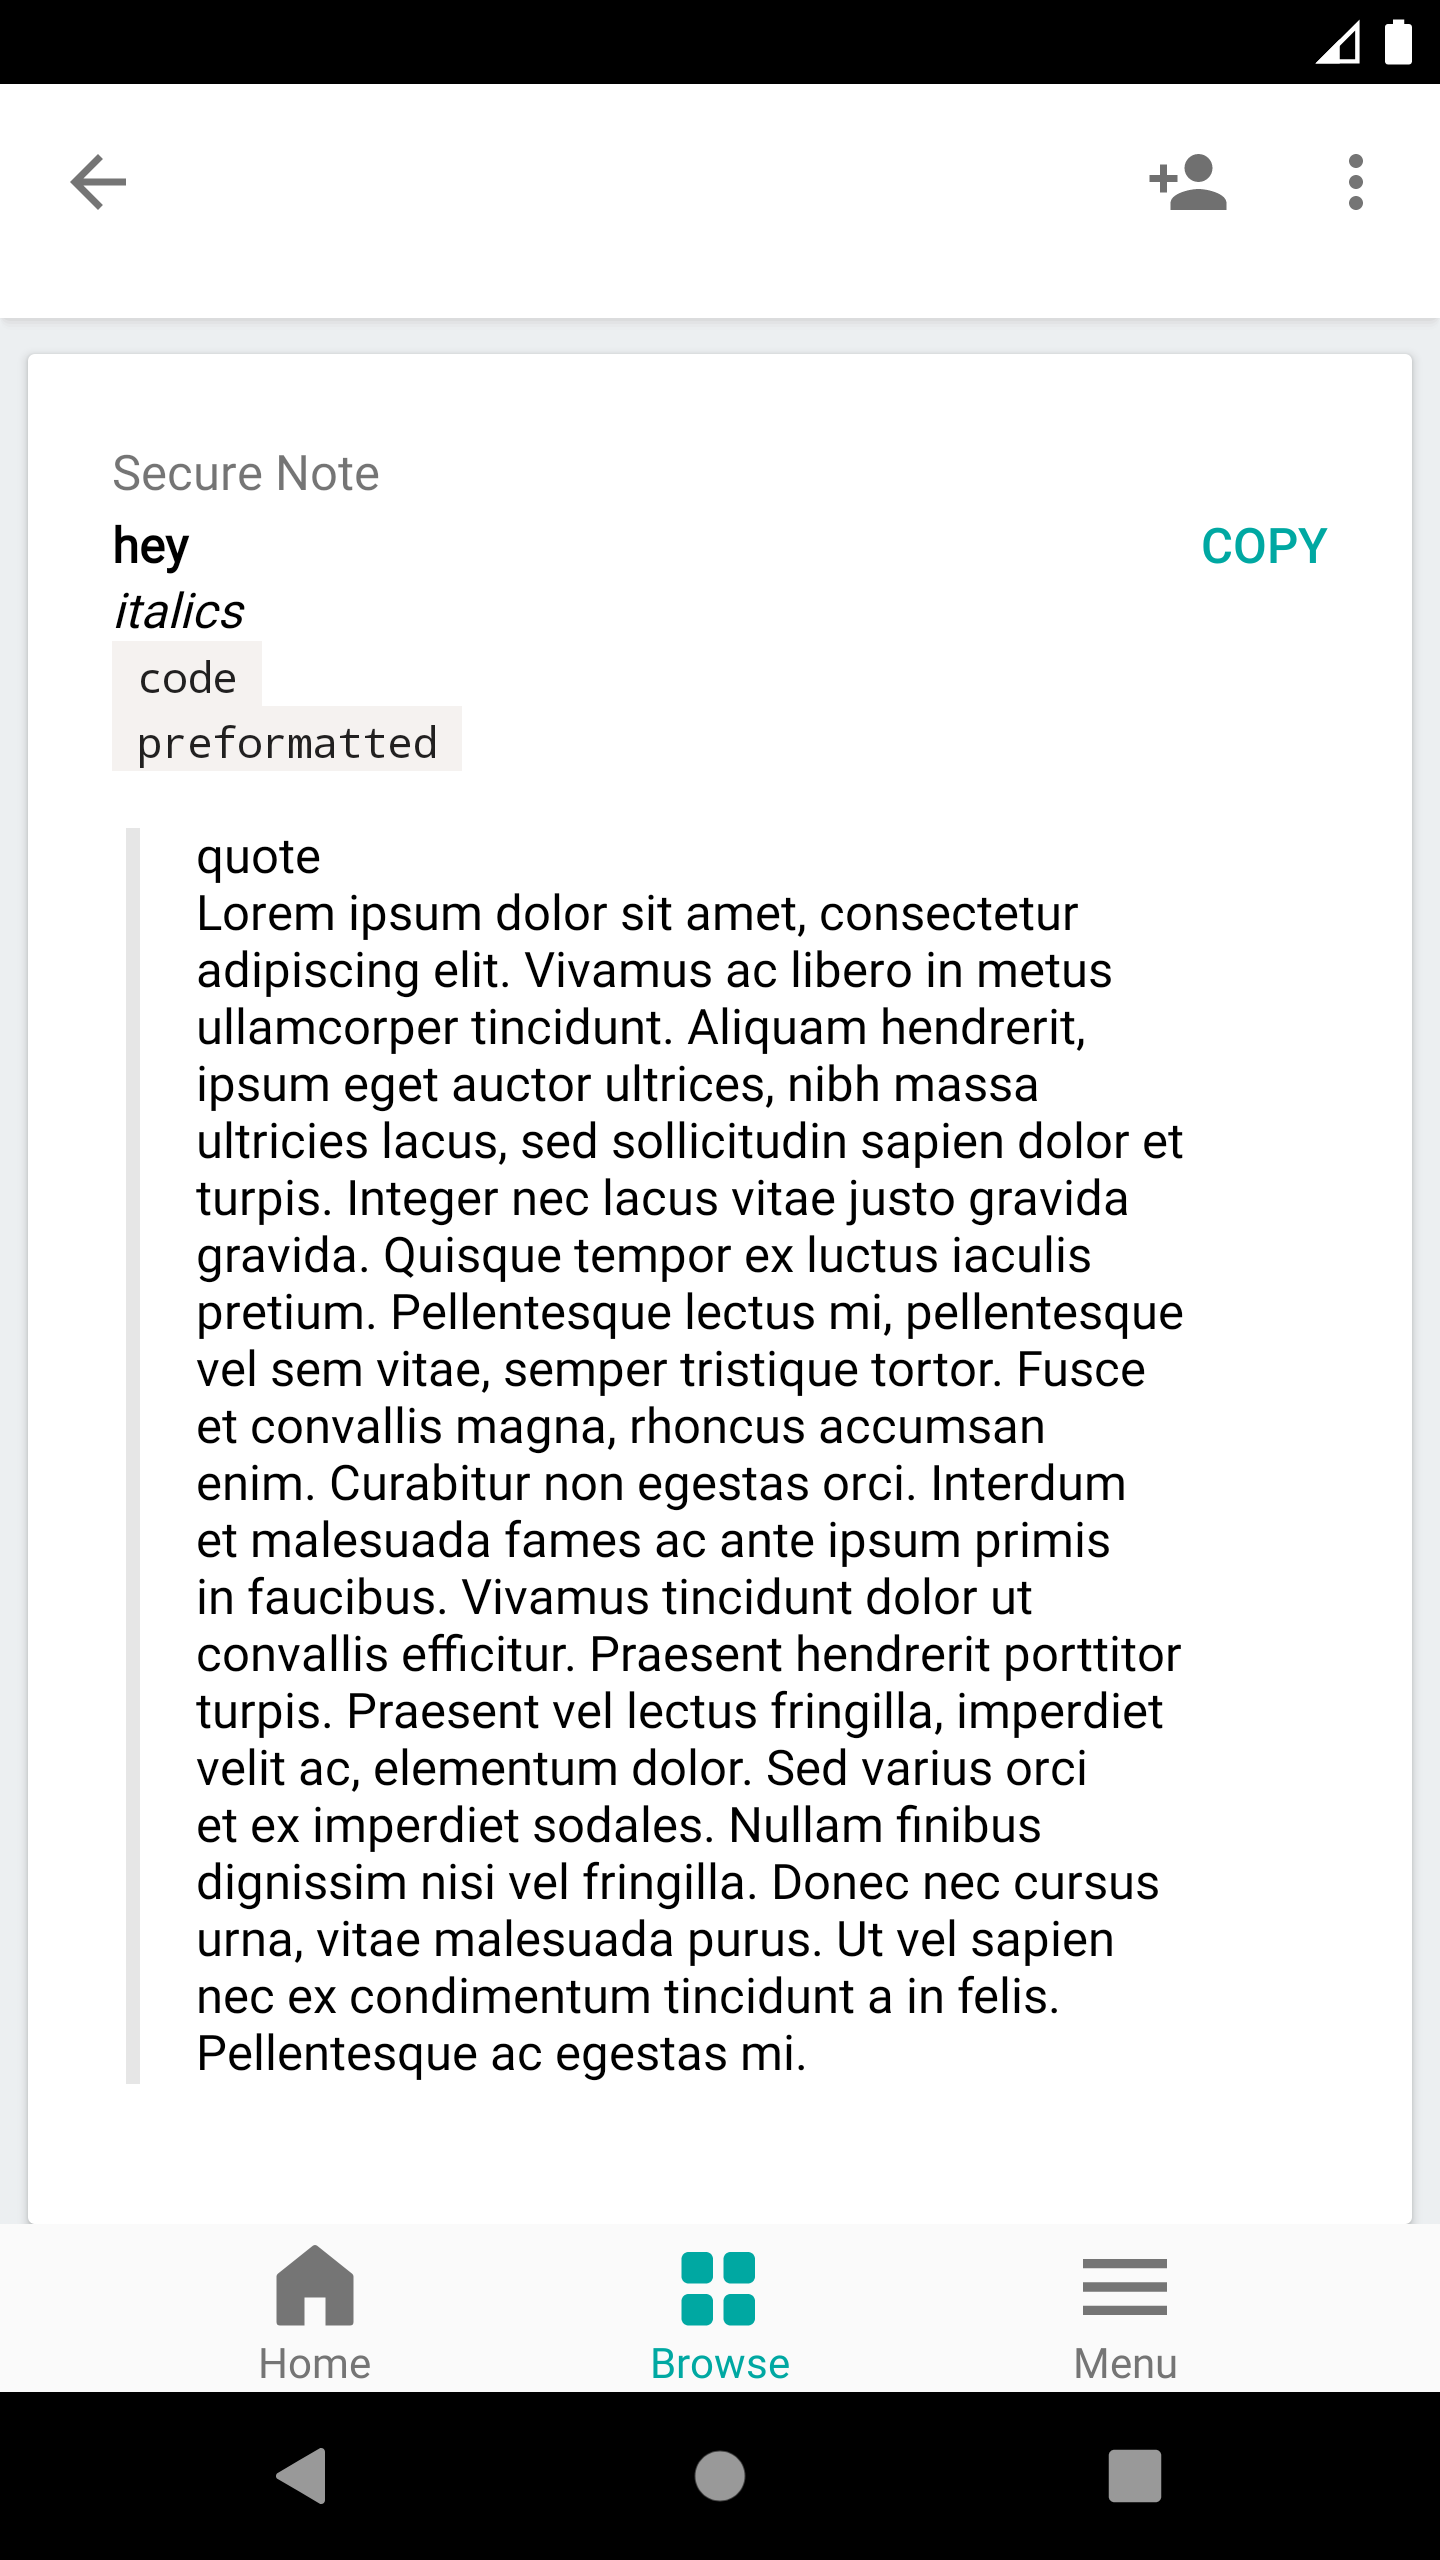 Secure Note
hey
COPY
italics
code
preformatted
quote
Lorem ipsum dolor sit amet, consectetur
adipiscing elit. Vivamus ac libero in metus
ullamcorper tincidunt. Aliquam hendrerit,
ipsum eget auctor ultrices, nibh massa
ultricies lacus, sed sollicitudin sapien dolor et
turpis. Integer nec lacus vitae justo gravida
gravida. Quisque tempor ex luctus iaculis
pretium. Pellentesque lectus mi, pellentesque
vel sem vitae, semper tristique tortor. Fusce
et convallis magna, rhoncus accumsan
enim. Curabitur non egestas orci. Interdum
et malesuada fames ac ante ipsum primis
in faucibus. Vivamus tincidunt dolor ut
convallis efficitur. Praesent hendrerit porttitor
turpis. Praesent vel lectus fringilla, imperdiet
velit ac, elementum dolor. Sed varius orci
et ex imperdiet sodales. Nullam finibus
dignissim nisi vel fringilla. Donec nec cursus
urna, vitae malesuada purus. Ut vel sapien
nec ex condimentum tincidunt a in felis.
Pellentesque ac egestas mi.
Home
Browse
Menu